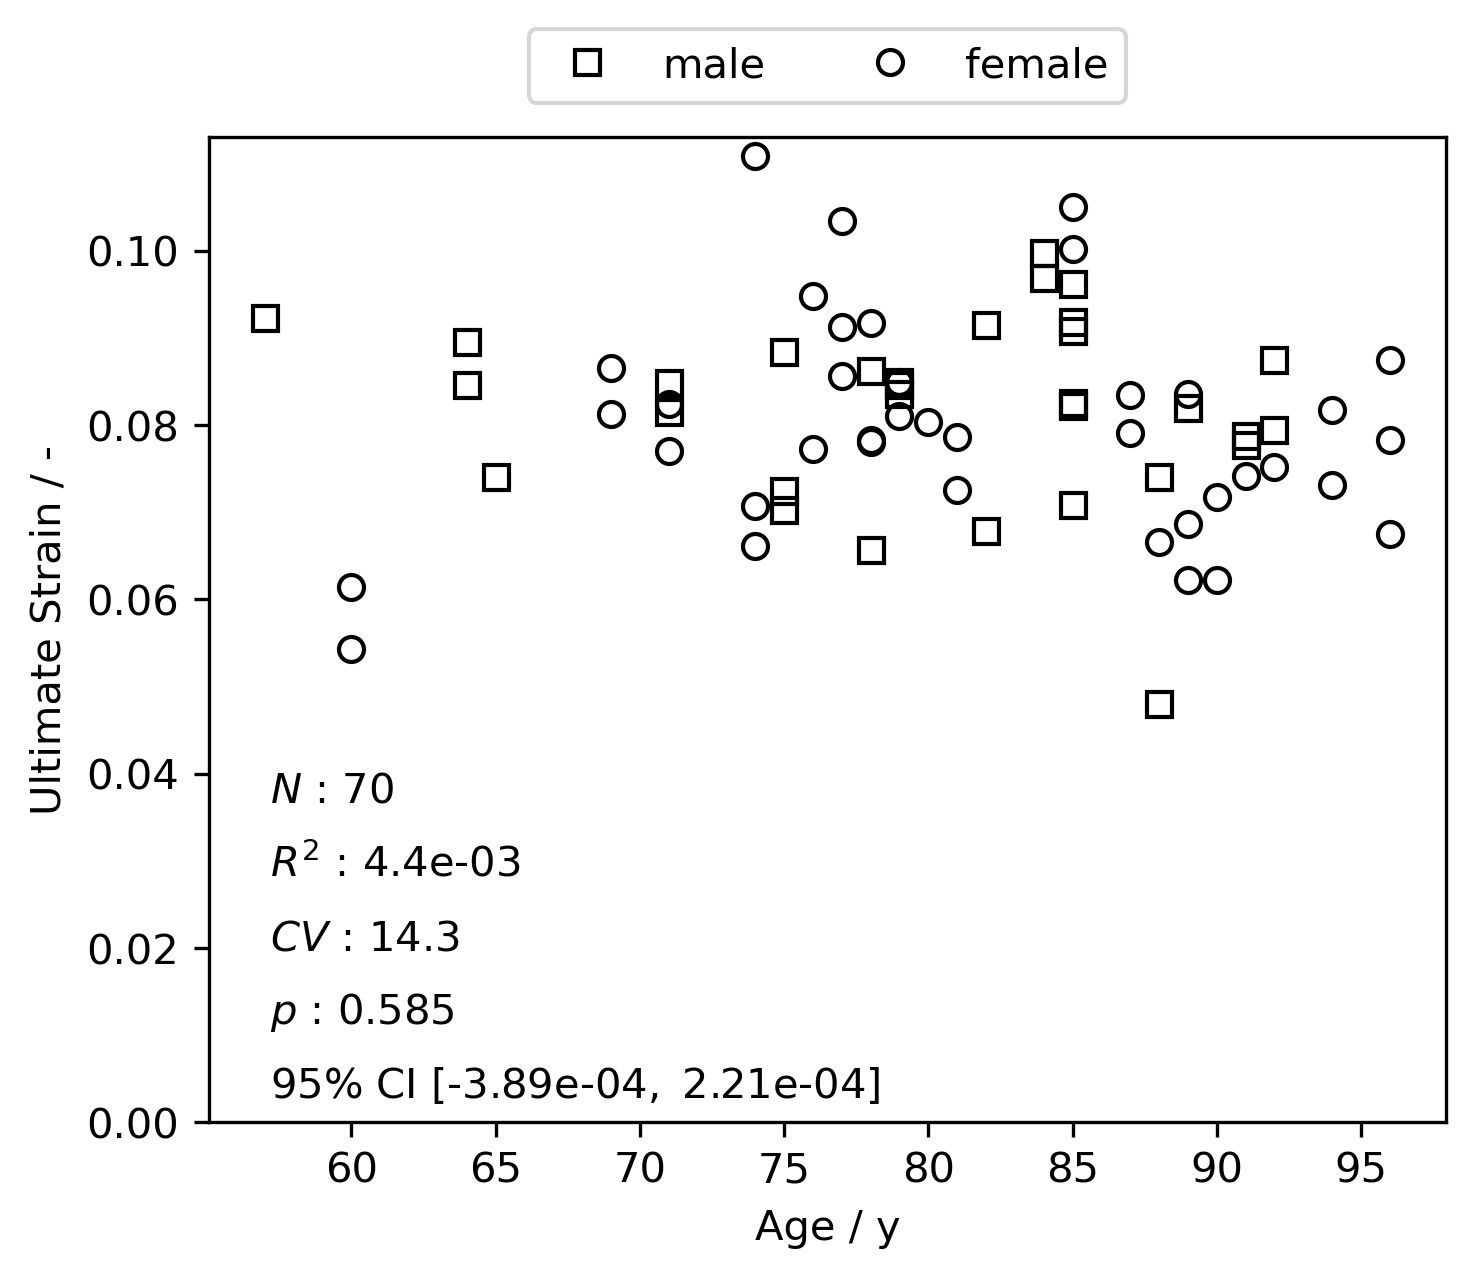 male female
0.10
0.08
0.06
0.04
0.02
0.00
Ultimate Strain / -
N : 70
R² : 4.4e-03
CV : 14.3
p : 0.585
95% CI [-3.89e-04, 2.21e-04]
60 65 70 75 80 85 90 95
Age / y